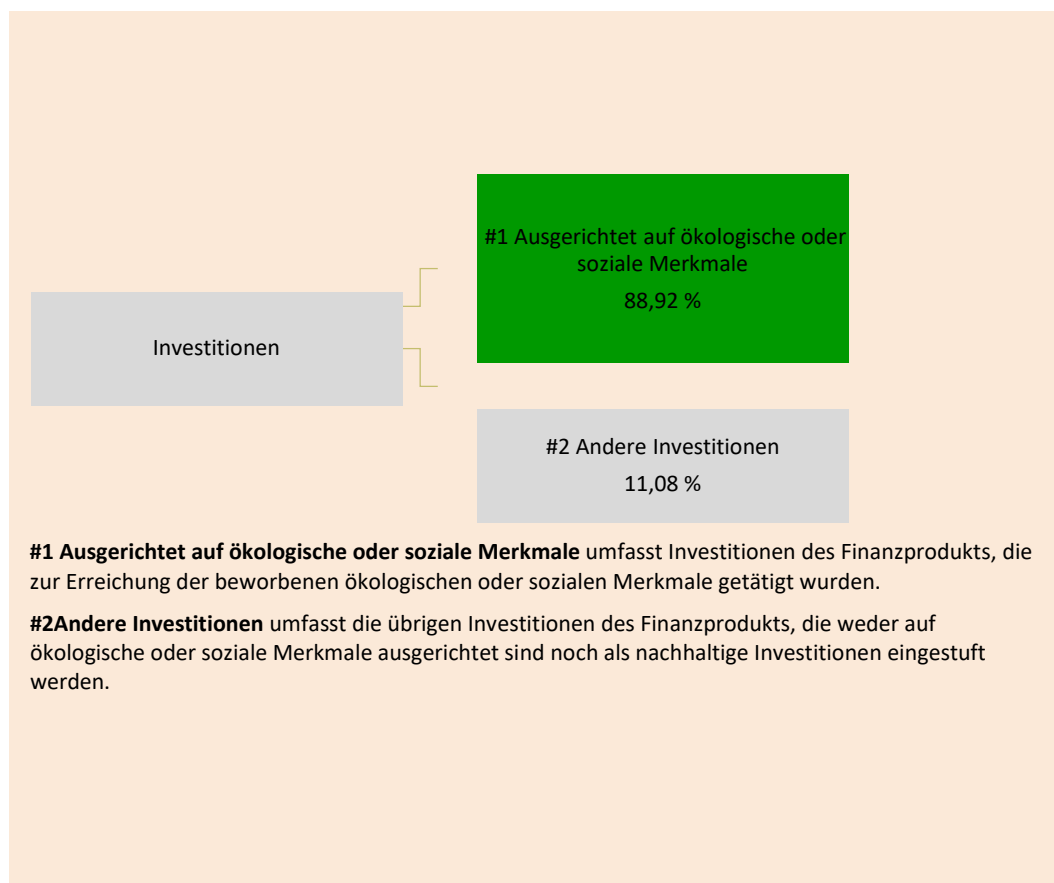 #1 Ausgerichtet auf ökologische oder
soziale Merkmale
88,92 %
Investitionen
#2 Andere Investitionen
11,08 %
#1 Ausgerichtet auf ökologische oder soziale Merkmale umfasst Investitionen des Finanzprodukts, die
zur Erreichung der beworbenen ökologischen oder sozialen Merkmale getätigt wurden.
#2Andere Investitionen umfasst die übrigen Investitionen des Finanzprodukts, die weder auf
ökologische oder soziale Merkmale ausgerichtet sind noch als nachhaltige Investitionen eingestuft
werden.